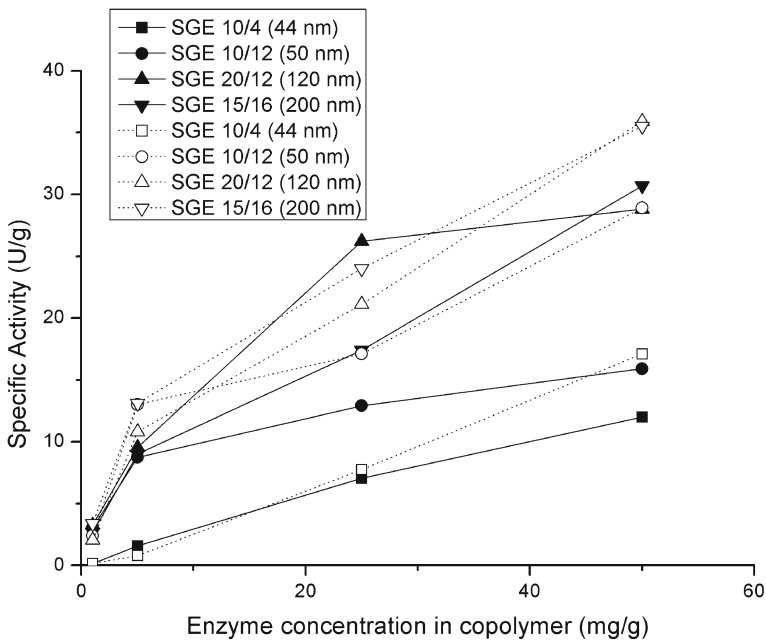 SGE 10/4 (44 nm)
SGE 10/12 (50 nm)
SGE 20/12 (120 nm)
SGE 15/16 (200 nm)
SGE 10/4 (44 nm)
SGE 10/12 (50 nm)
SGE 20/12 (120 nm)
SGE 15/16 (200 nm)
40
30
20
10
0
Specific Activity (U/g)
0 20 40 60
Enzyme concentration in copolymer (mg/g)